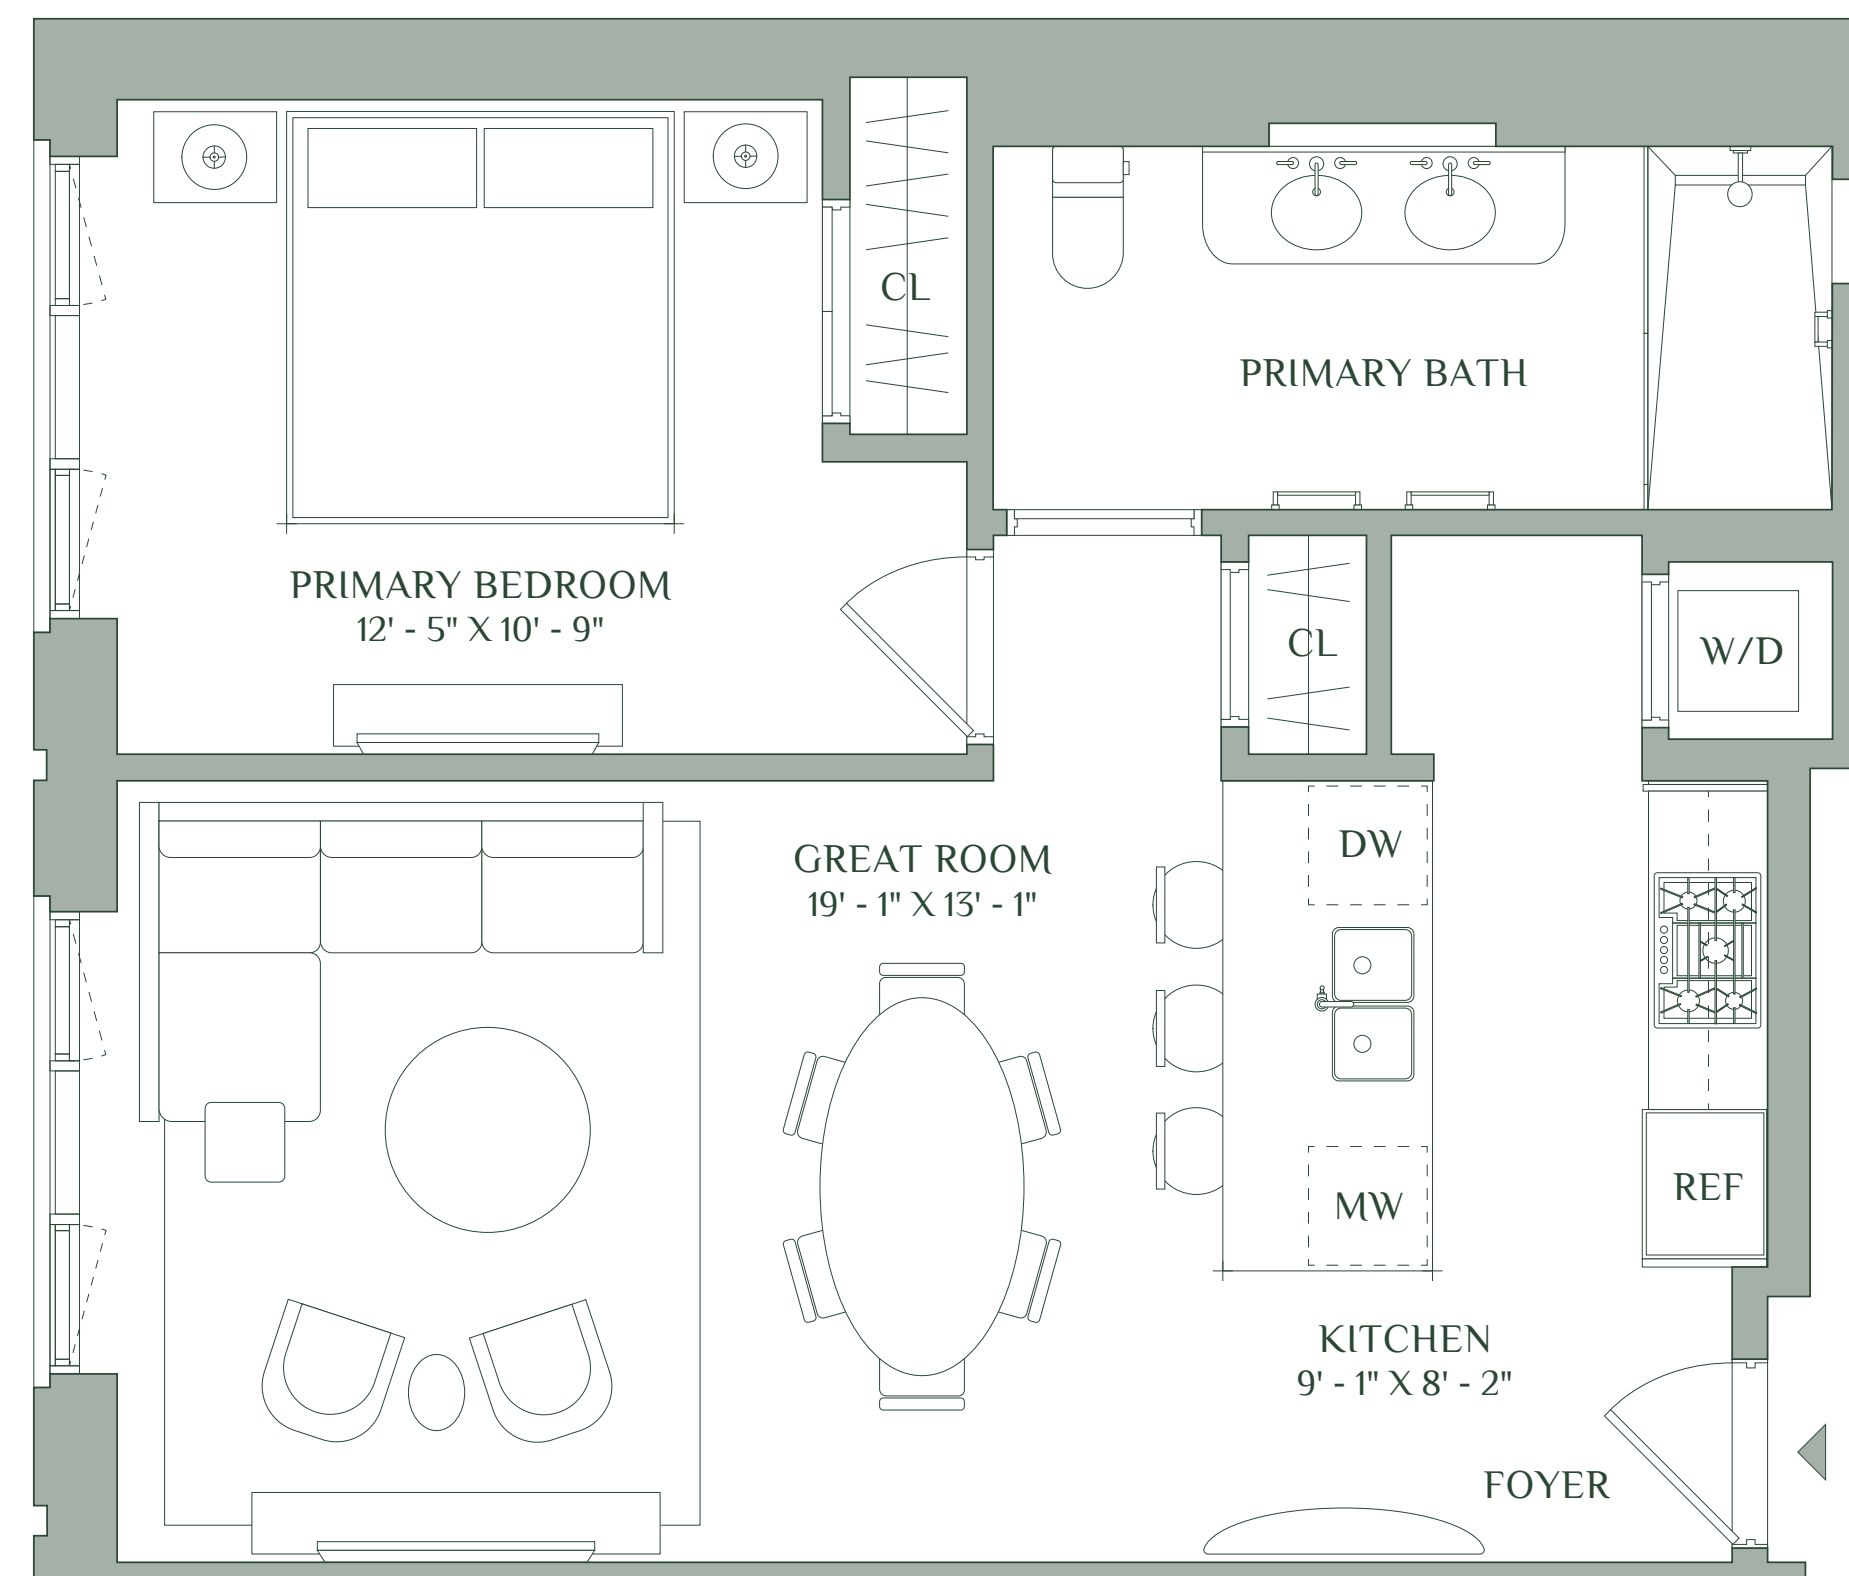 CL
PRIMARY BATH
PRIMARY BEDROOM
12' - 5" X 10' - 9"
CL
W/D
GREAT ROOM
19' - 1" X 13' - 1"
DW
MW
REF
KITCHEN
9' - 1" X 8' - 2"
FOYER